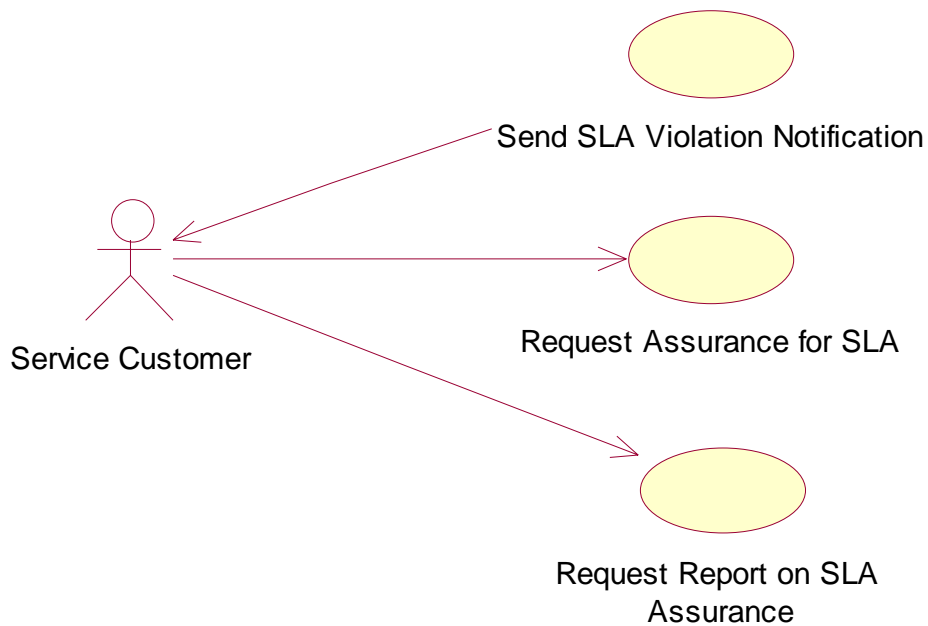 Send SLA Violation Notification
Request Assurance for SLA
Service Customer
Request Report on SLA
Assurance